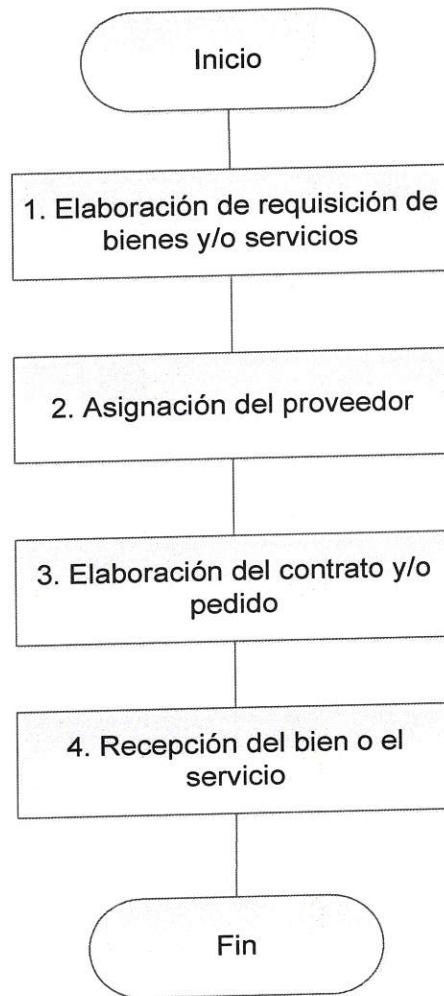 Inicio
1. Elaboración de requisición de
bienes y/o servicios
2. Asignación del proveedor
3. Elaboración del contrato y/o
pedido
4. Recepción del bien o el
servicio
Fin